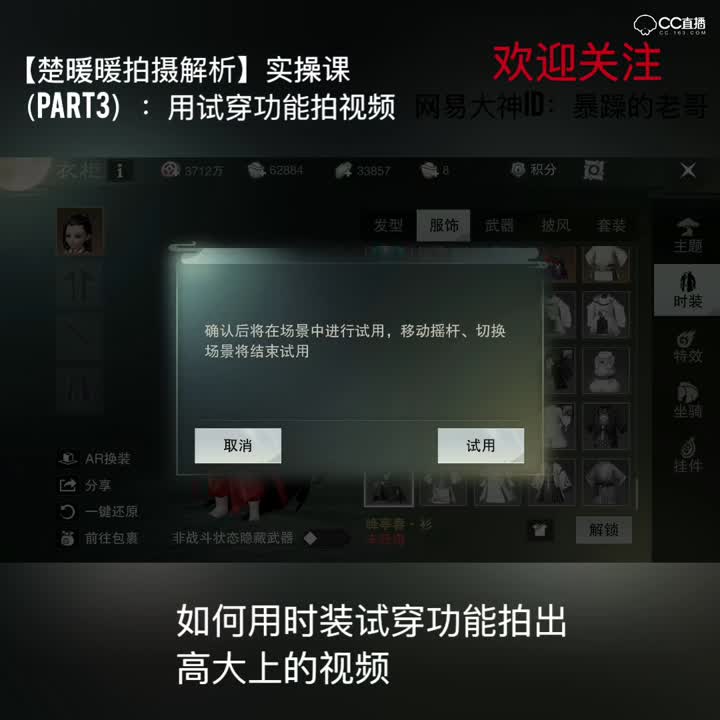 CC直播
CC.163.COM
【楚暖暖拍摄解析】实操课
欢迎关注
（PART3）：用试穿功能拍视频
网易大神ID：暴躁的老哥
衣柜
i
3712万
62884
33857
8
积分
发型
服饰
武器
披风
套装
主题
时装
特效
坐骑
挂件
确认后将在场景中进行试用，移动摇杆、切换
场景将结束试用
取消
试用
AR换装
分享
一键还原
前往包裹
非战斗状态隐藏武器
解锁
如何用时装试穿功能拍出
高大上的视频